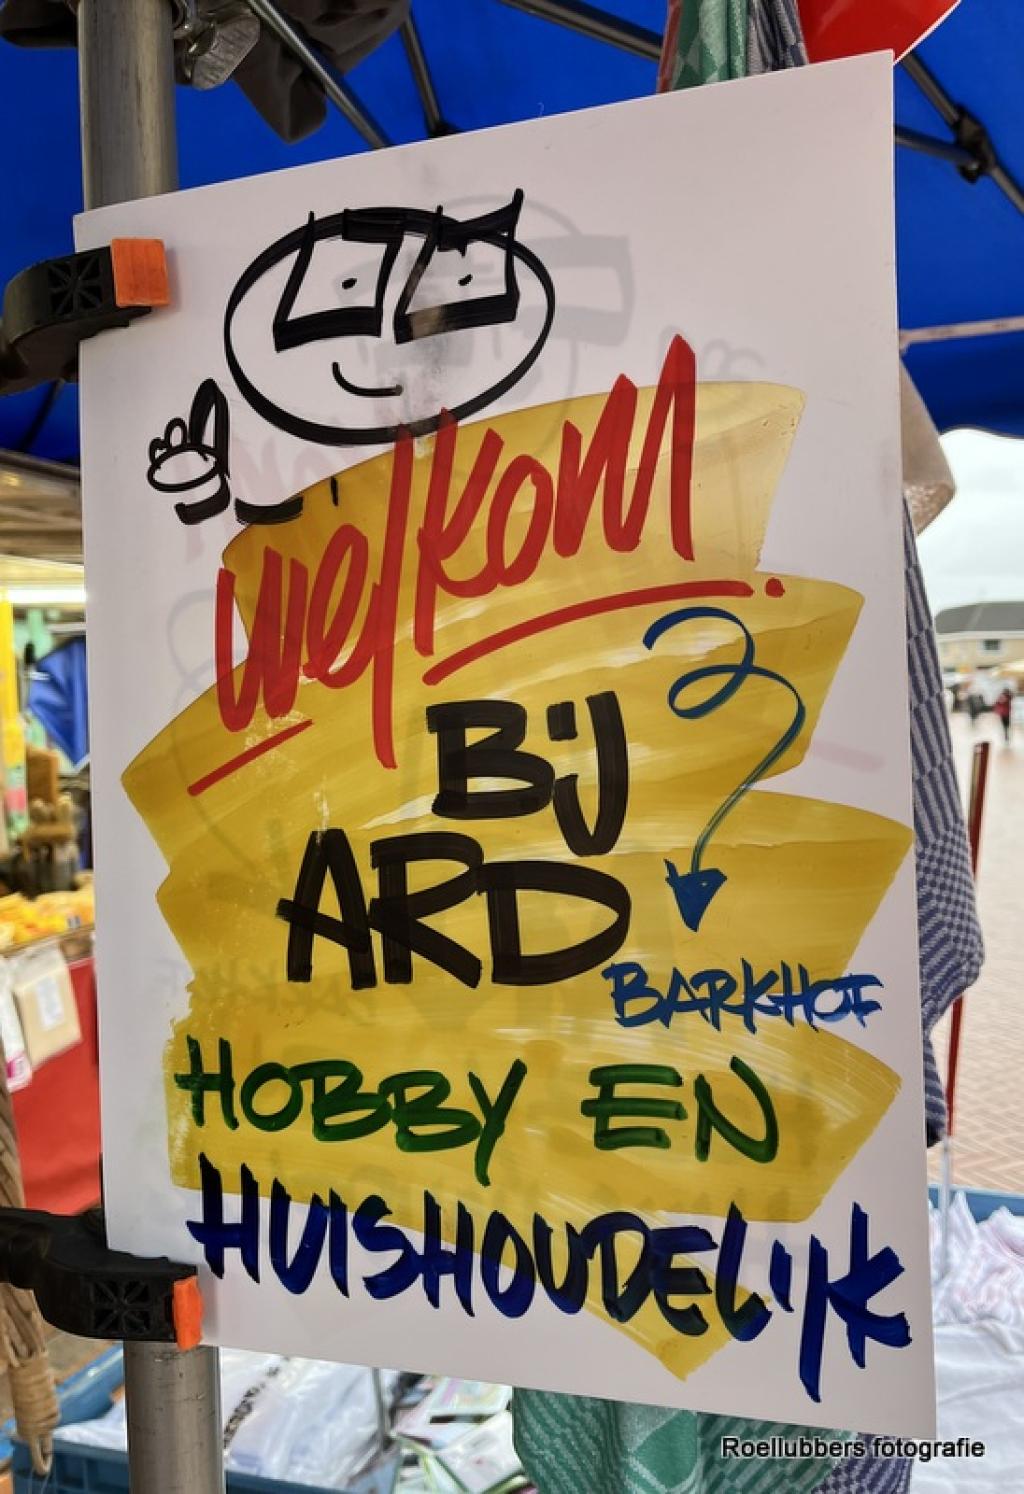 welkom.
BIJ
ARD
BARKHOF
HOBBY EN
HUISHOUDELIJK
Roellubbers fotografie